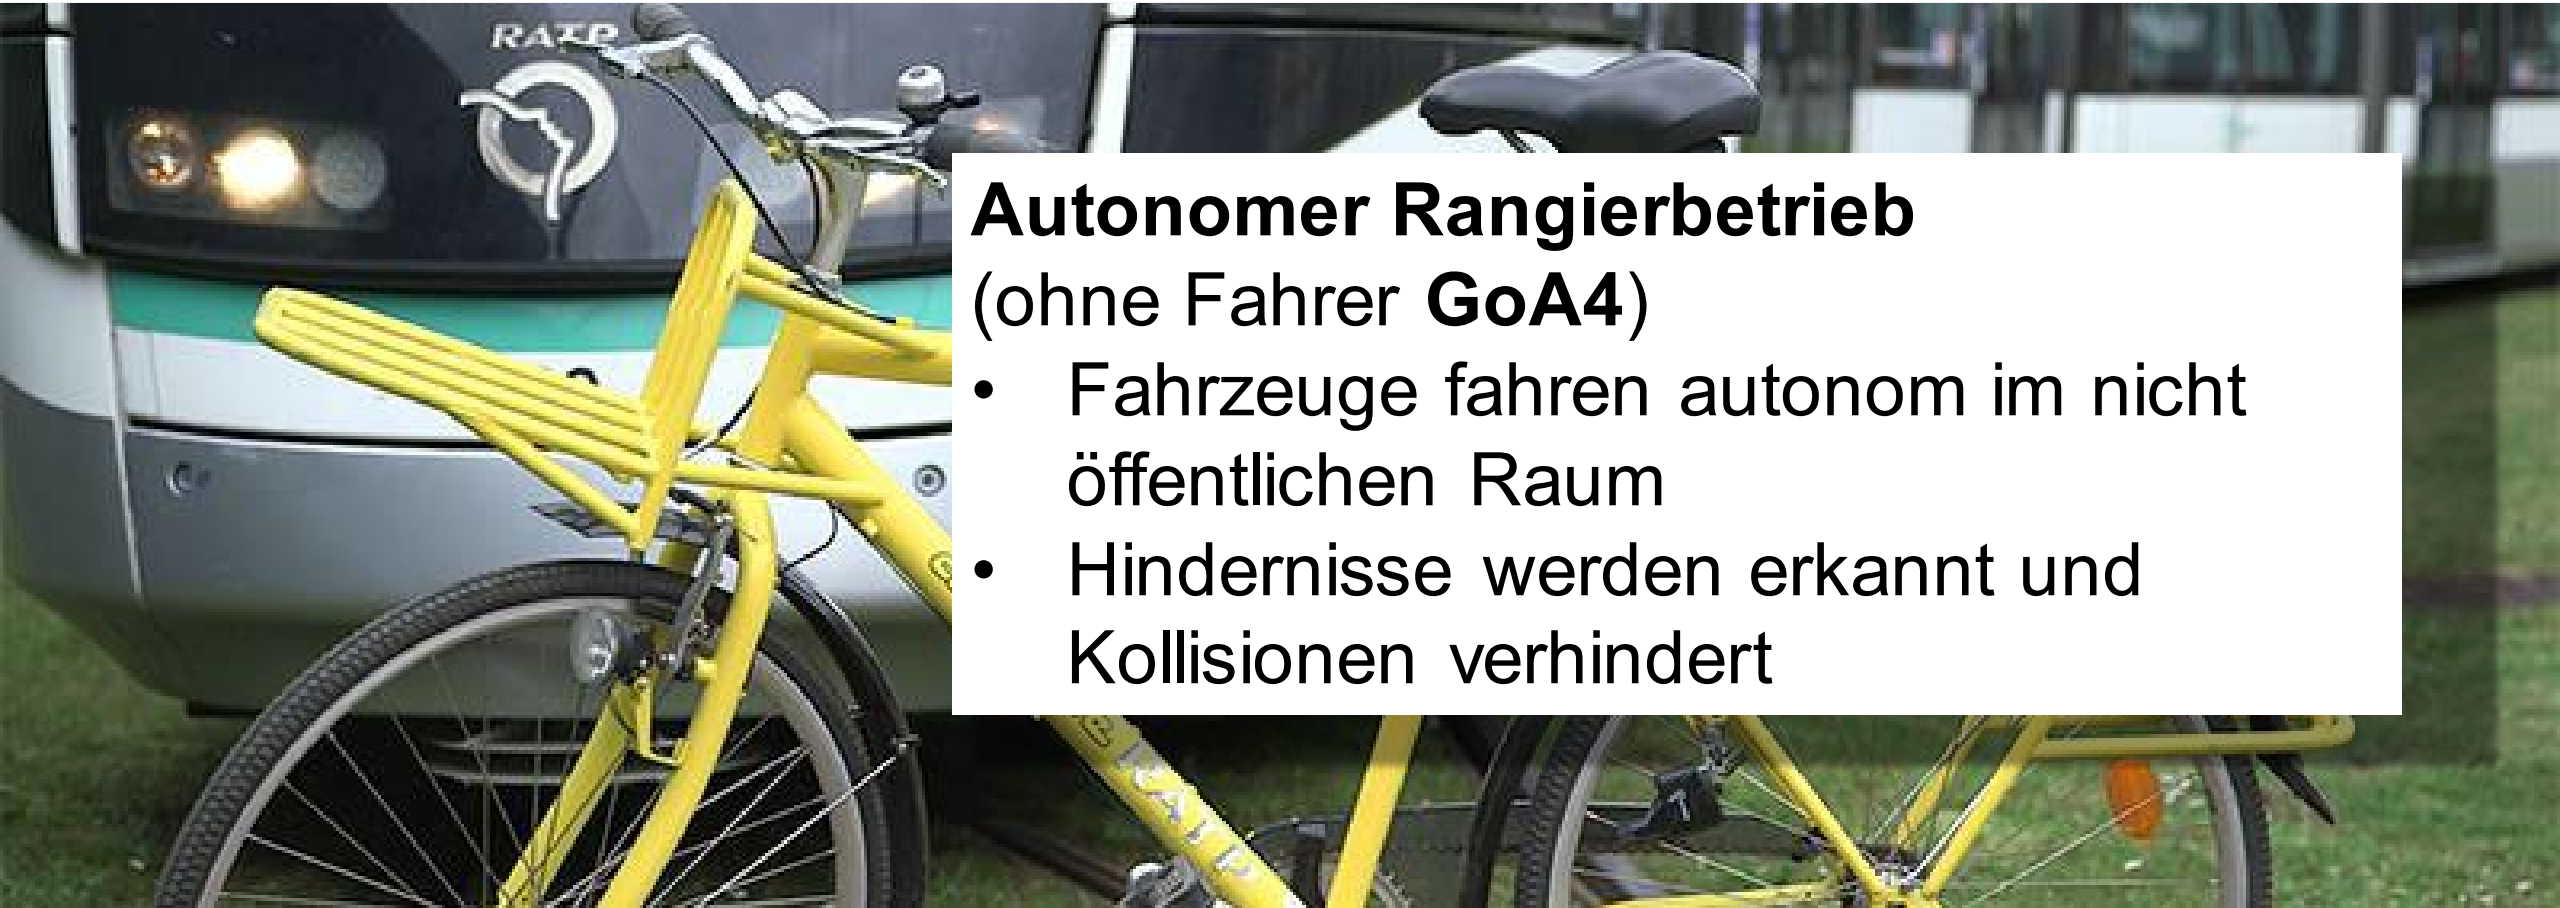 RATP
Autonomer Rangierbetrieb
(ohne Fahrer GoA4)
• Fahrzeuge fahren autonom im nicht
öffentlichen Raum
• Hindernisse werden erkannt und
Kollisionen verhindert
RATP